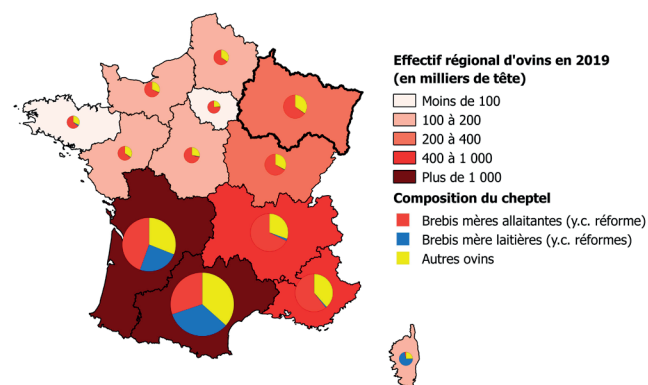 Effectif régional d'ovins en 2019
(en milliers de tête)
Moins de 100
100 à 200
200 à 400
400 à 1 000
Plus de 1 000
Composition du cheptel
Brebis mères allaitantes (y.c. réforme)
Brebis mère laitières (y.c. réformes)
Autres ovins